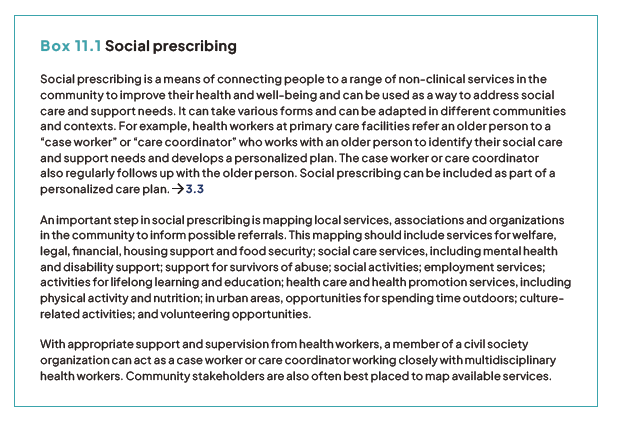 Box 11.1 Social prescribing
Social prescribing is a means of connecting people to a range of non-clinical services in the
community to improve their health and well-being and can be used as a way to address social
care and support needs. It can take various forms and can be adapted in different communities
and contexts. For example, health workers at primary care facilities refer an older person to a
“case worker” or “care coordinator” who works with an older person to identify their social care
and support needs and develops a personalized plan. The case worker or care coordinator
also regularly follows up with the older person. Social prescribing can be included as part of a
personalized care plan. →3.3
An important step in social prescribing is mapping local services, associations and organizations
in the community to inform possible referrals. This mapping should include services for welfare,
legal, financial, housing support and food security; social care services, including mental health
and disability support; support for survivors of abuse; social activities; employment services;
activities for lifelong learning and education; health care and health promotion services, including
physical activity and nutrition; in urban areas, opportunities for spending time outdoors; culture-
related activities; and volunteering opportunities.
With appropriate support and supervision from health workers, a member of a civil society
organization can act as a case worker or care coordinator working closely with multidisciplinary
health workers. Community stakeholders are also often best placed to map available services.